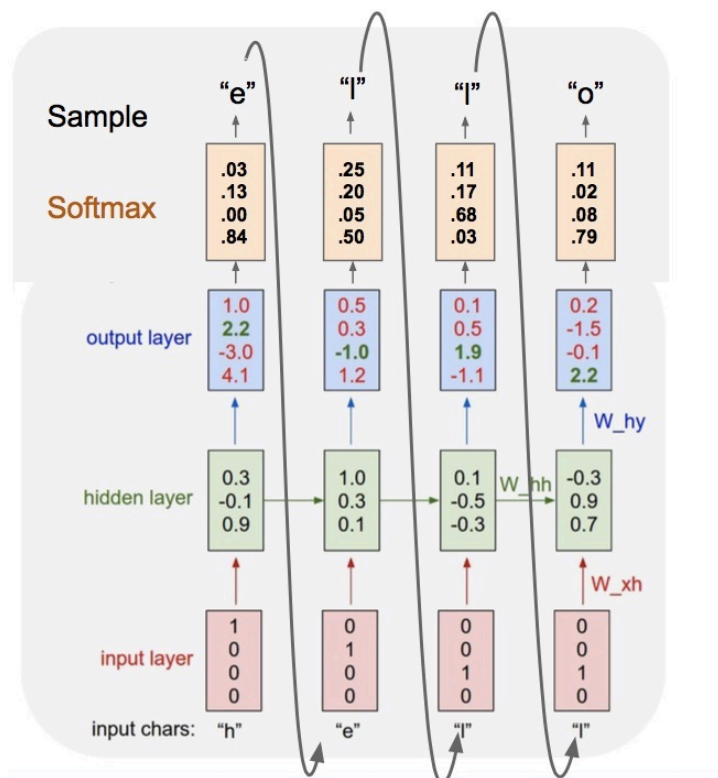 Sample “e” “l” “l” “o”
Softmax
.03 .25 .11 .11
.13 .20 .17 .02
.00 .05 .68 .08
.84 .50 .03 .79
output layer
1.0 0.5 0.1 0.2
2.2 0.3 0.5 -1.5
-3.0 -1.0 1.9 -0.1
4.1 1.2 -1.1 2.2
W_hy
hidden layer
0.3 1.0 0.1 -0.3
-0.1 0.3 -0.5 0.9
0.9 0.1 -0.3 0.7
W_hh
W_xh
input layer
1 0 0 0
0 1 0 0
0 0 1 1
0 0 0 0
input chars: “h” “e” “l” “l”